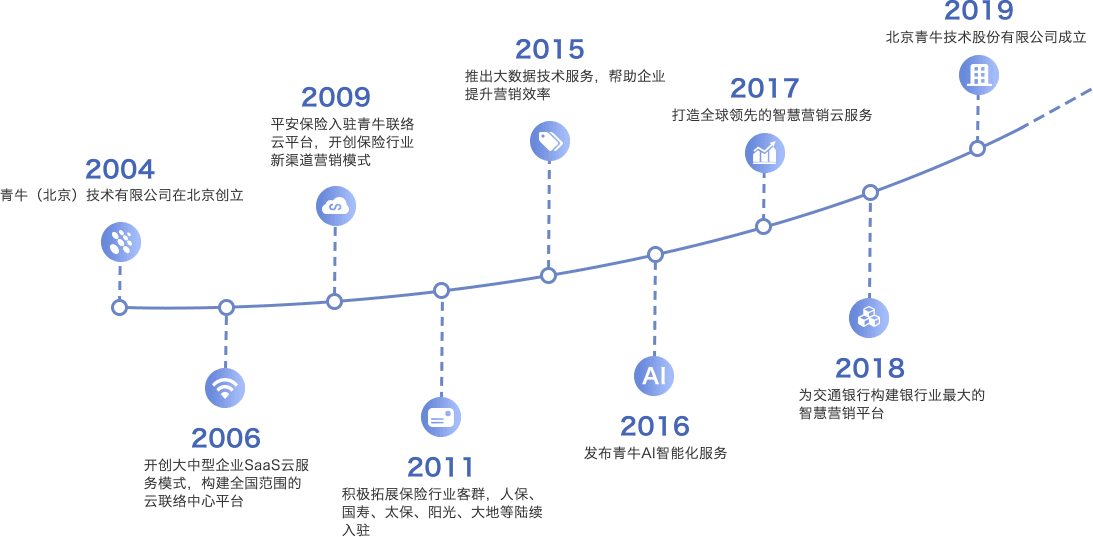 2004
青牛（北京）技术有限公司在北京创立
2006
开创大中型企业SaaS云服
务模式，构建全国范围的
云联络中心平台
2009
平安保险入驻青牛联络
云平台，开创保险行业
新渠道营销模式
2011
积极拓展保险行业客群，人保、
国寿、太保、阳光、大地等陆续
入驻
2015
推出大数据技术服务，帮助企业
提升营销效率
AI
2016
发布青牛AI智能化服务
2017
打造全球领先的智慧营销云服务
2018
为交通银行构建银行业最大的
智慧营销平台
2019
北京青牛技术股份有限公司成立